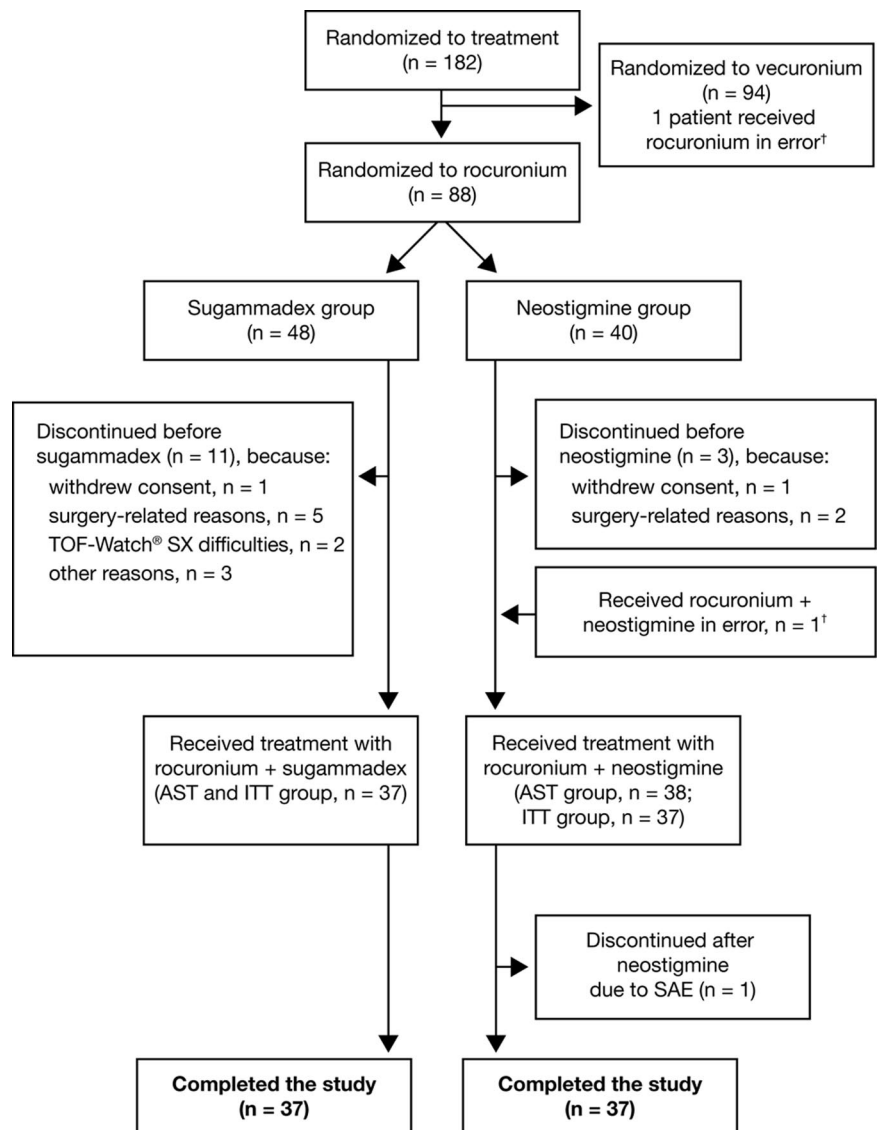 Randomized to treatment
(n = 182)
Randomized to vecuronium
(n = 94)
1 patient received
rocuronium in error†
Randomized to rocuronium
(n = 88)
Sugammadex group
(n = 48)
Neostigmine group
(n = 40)
Discontinued before
sugammadex (n = 11), because:
withdrew consent, n = 1
surgery-related reasons, n = 5
TOF-Watch® SX difficulties, n = 2
other reasons, n = 3
Discontinued before
neostigmine (n = 3), because:
withdrew consent, n = 1
surgery-related reasons, n = 2
Received rocuronium +
neostigmine in error, n = 1†
Received treatment with
rocuronium + sugammadex
(AST and ITT group, n = 37)
Received treatment with
rocuronium + neostigmine
(AST group, n = 38;
ITT group, n = 37)
Discontinued after
neostigmine
due to SAE (n = 1)
Completed the study
(n = 37)
Completed the study
(n = 37)